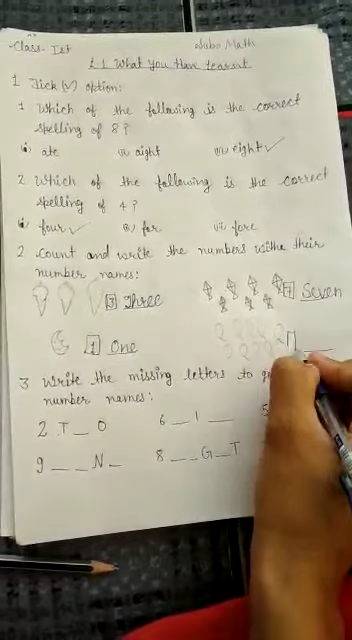 Class- Ist Sub: Math
L1 What You Have Learnt
1 Tick (✓) option:
1 Which of the following is the correct
spelling of 8?
(i) ate (ii) aight (iii) eight ✓
2 Which of the following is the correct
spelling of 4?
(i) four ✓ (ii) for (iii) fore
2 Count and write the numbers withe their
number names:
3 Three 7 Seven
1 One
3 Write the missing letters to
number names:
2. T _ O 6 _ I _ 5
9 _ _ N _ 8 _ _ G _ T